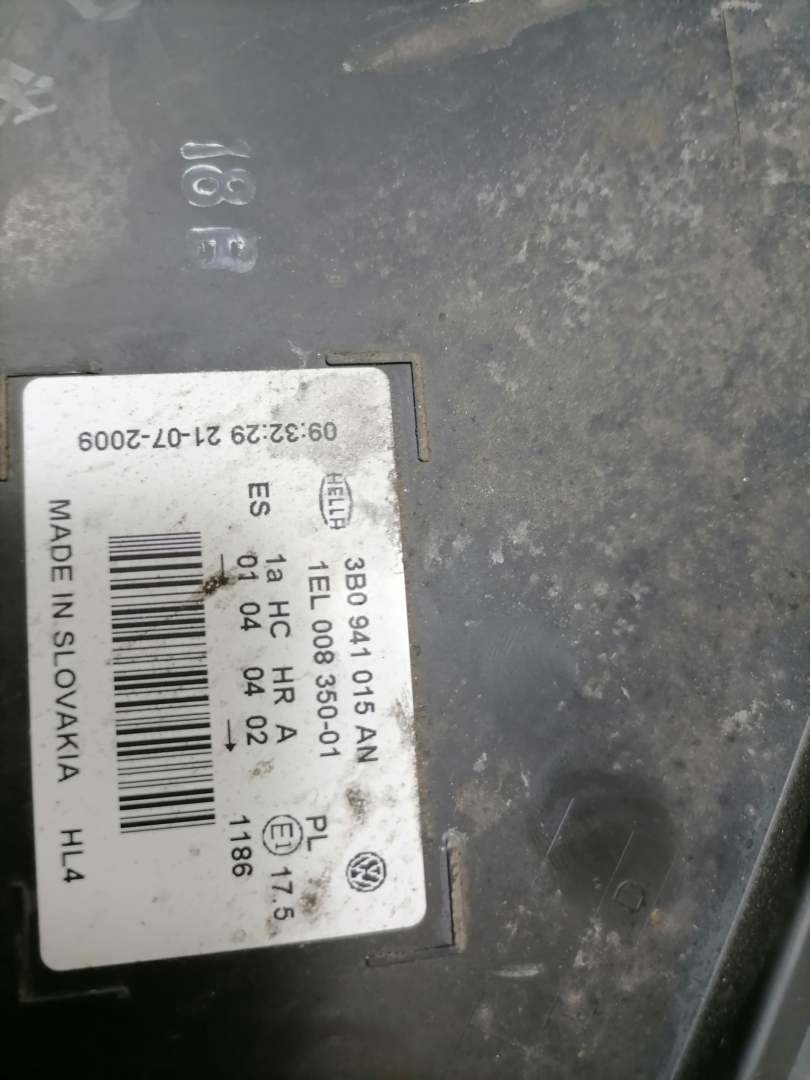 18B
HELLA
3B0 941 015 AN
1EL 008 350-01
PL
ES 1a HC HR A
E1 17.5
01 04 04 02
1186
MADE IN SLOVAKIA HL4
09:32:29 21-07-2009